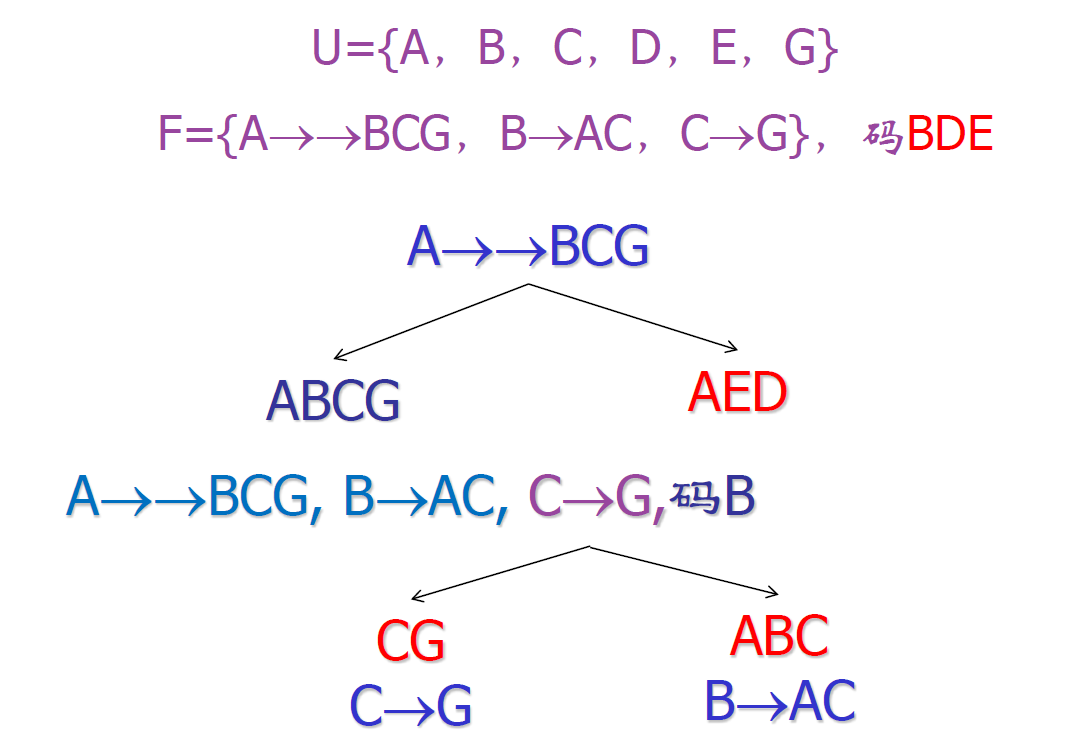 U={A，B，C，D，E，G}
F={A→→BCG，B→AC，C→G}，码BDE
A→→BCG
ABCG AED
A→→BCG, B→AC, C→G,码B
CG ABC
C→G B→AC